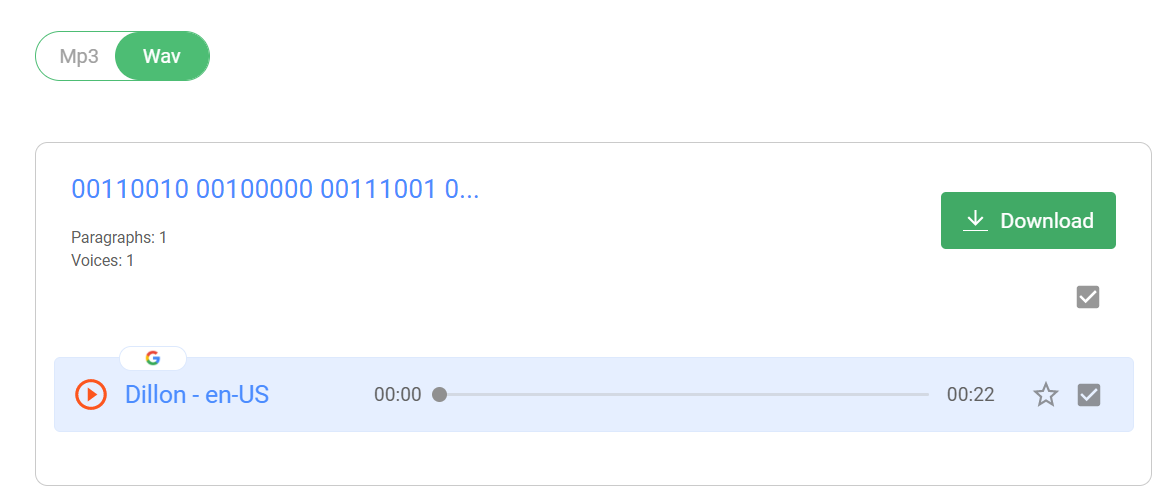 Mp3 Wav
00110010 00100000 00111001 0...
Download
Paragraphs: 1
Voices: 1
G
Dillon - en-US 00:00 00:22